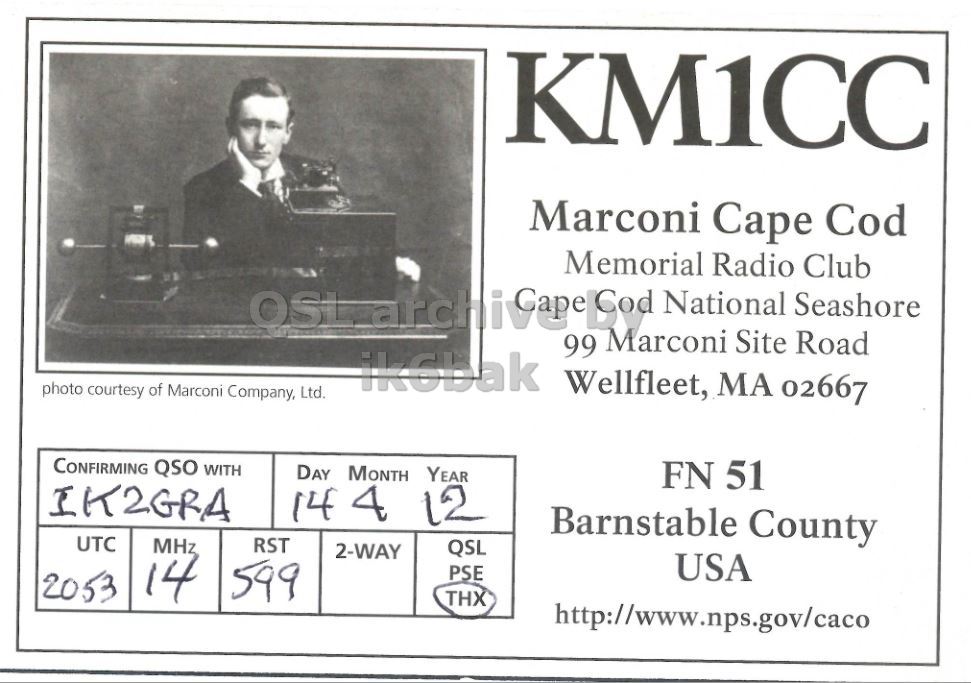 KM1CC
Marconi Cape Cod
Memorial Radio Club
Cape Cod National Seashore
99 Marconi Site Road
Wellfleet, MA 02667
QSL archive by
ik6bak
photo courtesy of Marconi Company, Ltd.
CONFIRMING QSO WITH DAY MONTH YEAR
IK2GRA 14 4 12
UTC MHz RST 2-WAY QSL
PSE
THX
2053 14 599
FN 51
Barnstable County
USA
http://www.nps.gov/caco